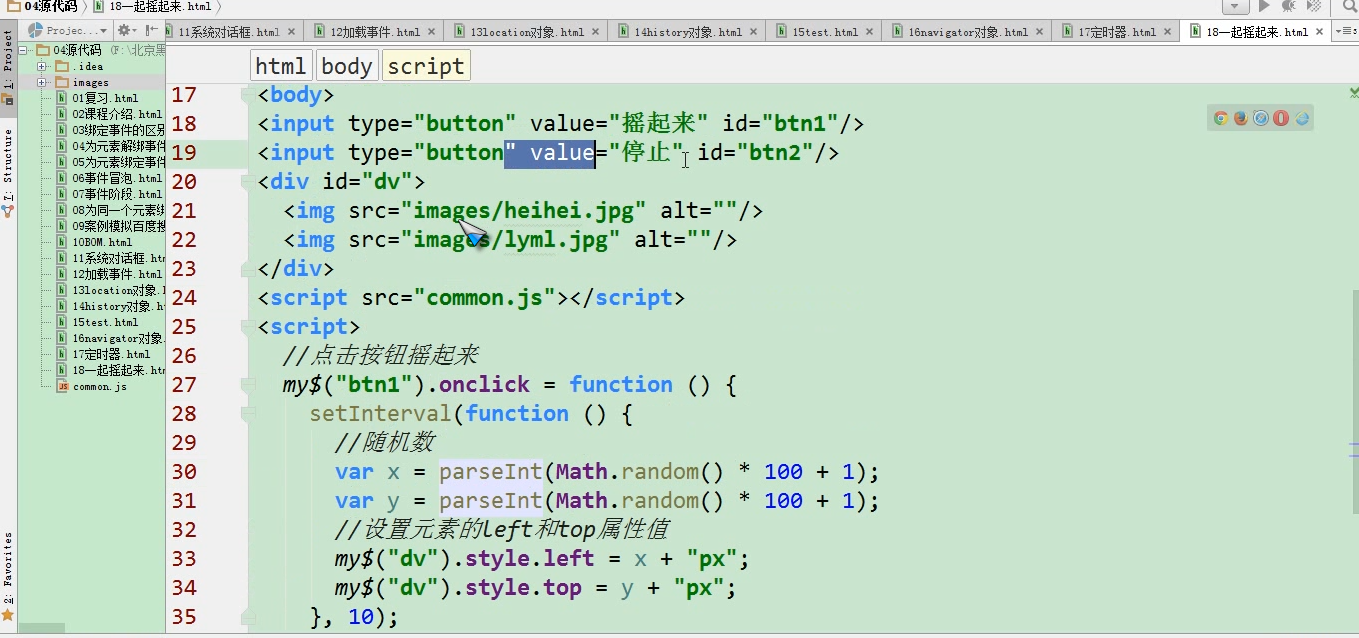 04源代码 18一起摇起来.html
Projec...
11系统对话框.html 12加载事件.html 13location对象.html 14history对象.html 15test.html 16navigator对象.html 17定时器.html 18一起摇起来.html
1: Project
Z: Structure
2: Favorites
04源代码 (F:\北京黑
.idea
images
01复习.html
02课程介绍.html
03绑定事件的区别
04为元素解绑事件
05为元素绑定事件
06事件冒泡.html
07事件阶段.html
08为同一个元素绑
09案例模拟百度搜
10BOM.html
11系统对话框.htm
12加载事件.html
13location对象.
14history对象.h
15test.html
16navigator对象.
17定时器.html
18一起摇起来.htm
common.js
html body script
17 <body>
18 <input type="button" value="摇起来" id="btn1"/>
19 <input type="button" value="停止" id="btn2"/>
20 <div id="dv">
21 <img src="images/heihei.jpg" alt=""/>
22 <img src="images/lyml.jpg" alt=""/>
23 </div>
24 <script src="common.js"></script>
25 <script>
26 //点击按钮摇起来
27 my$("btn1").onclick = function () {
28 setInterval(function () {
29 //随机数
30 var x = parseInt(Math.random() * 100 + 1);
31 var y = parseInt(Math.random() * 100 + 1);
32 //设置元素的left和top属性值
33 my$("dv").style.left = x + "px";
34 my$("dv").style.top = y + "px";
35 }, 10);